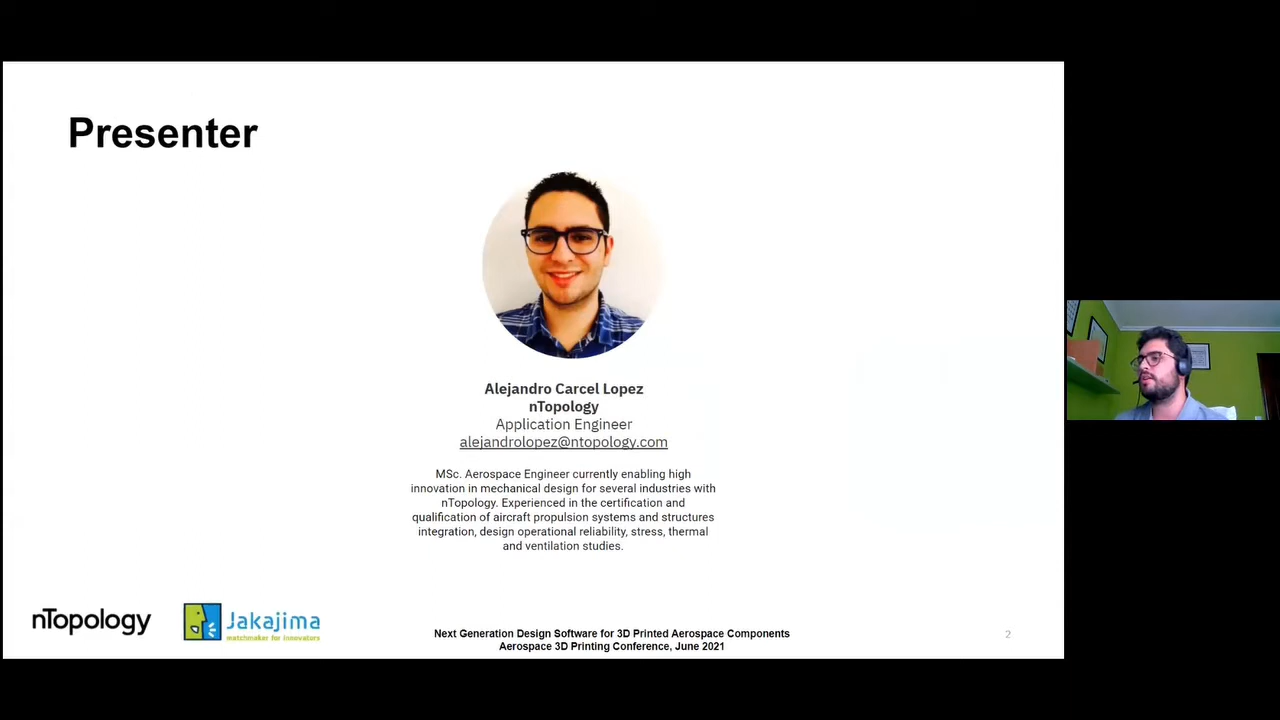 Presenter
Alejandro Carcel Lopez
nTopology
Application Engineer
alejandrolopez@ntopology.com
MSc. Aerospace Engineer currently enabling high
innovation in mechanical design for several industries with
nTopology. Experienced in the certification and
qualification of aircraft propulsion systems and structures
integration, design operational reliability, stress, thermal
and ventilation studies.
nTopology
Jakajima
matchmaker for innovators
Next Generation Design Software for 3D Printed Aerospace Components
Aerospace 3D Printing Conference, June 2021
2